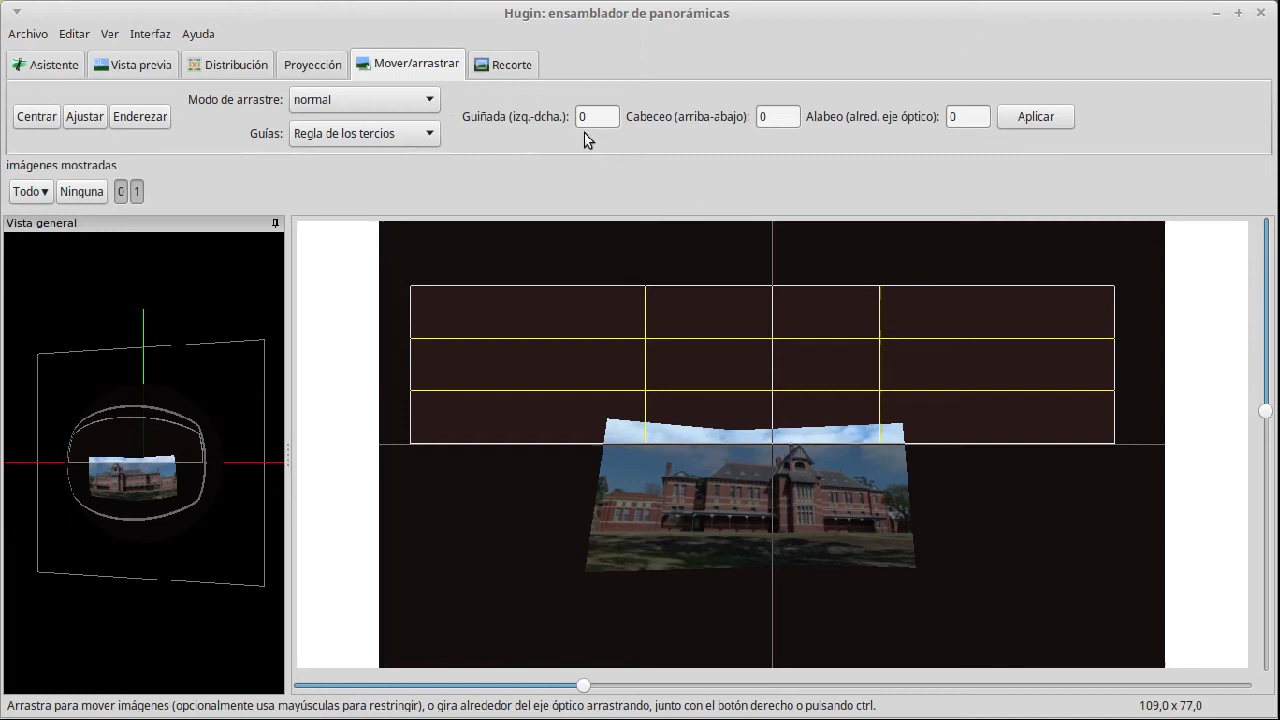 Hugin: ensamblador de panorámicas
Archivo Editar Ver Interfaz Ayuda
Asistente Vista previa Distribución Proyección Mover/arrastrar Recorte
Centrar Ajustar Enderezar
Modo de arrastre: normal
Guías: Regla de los tercios
Guiñada (izq.-dcha.): 0 Cabeceo (arriba-abajo): 0 Alabeo (alred. eje óptico): 0 Aplicar
imágenes mostradas
Todo Ninguna 0 1
Vista general
Arrastra para mover imágenes (opcionalmente usa mayúsculas para restringir), o gira alrededor del eje óptico arrastrando, junto con el botón derecho o pulsando ctrl. 109,0 x 77,0